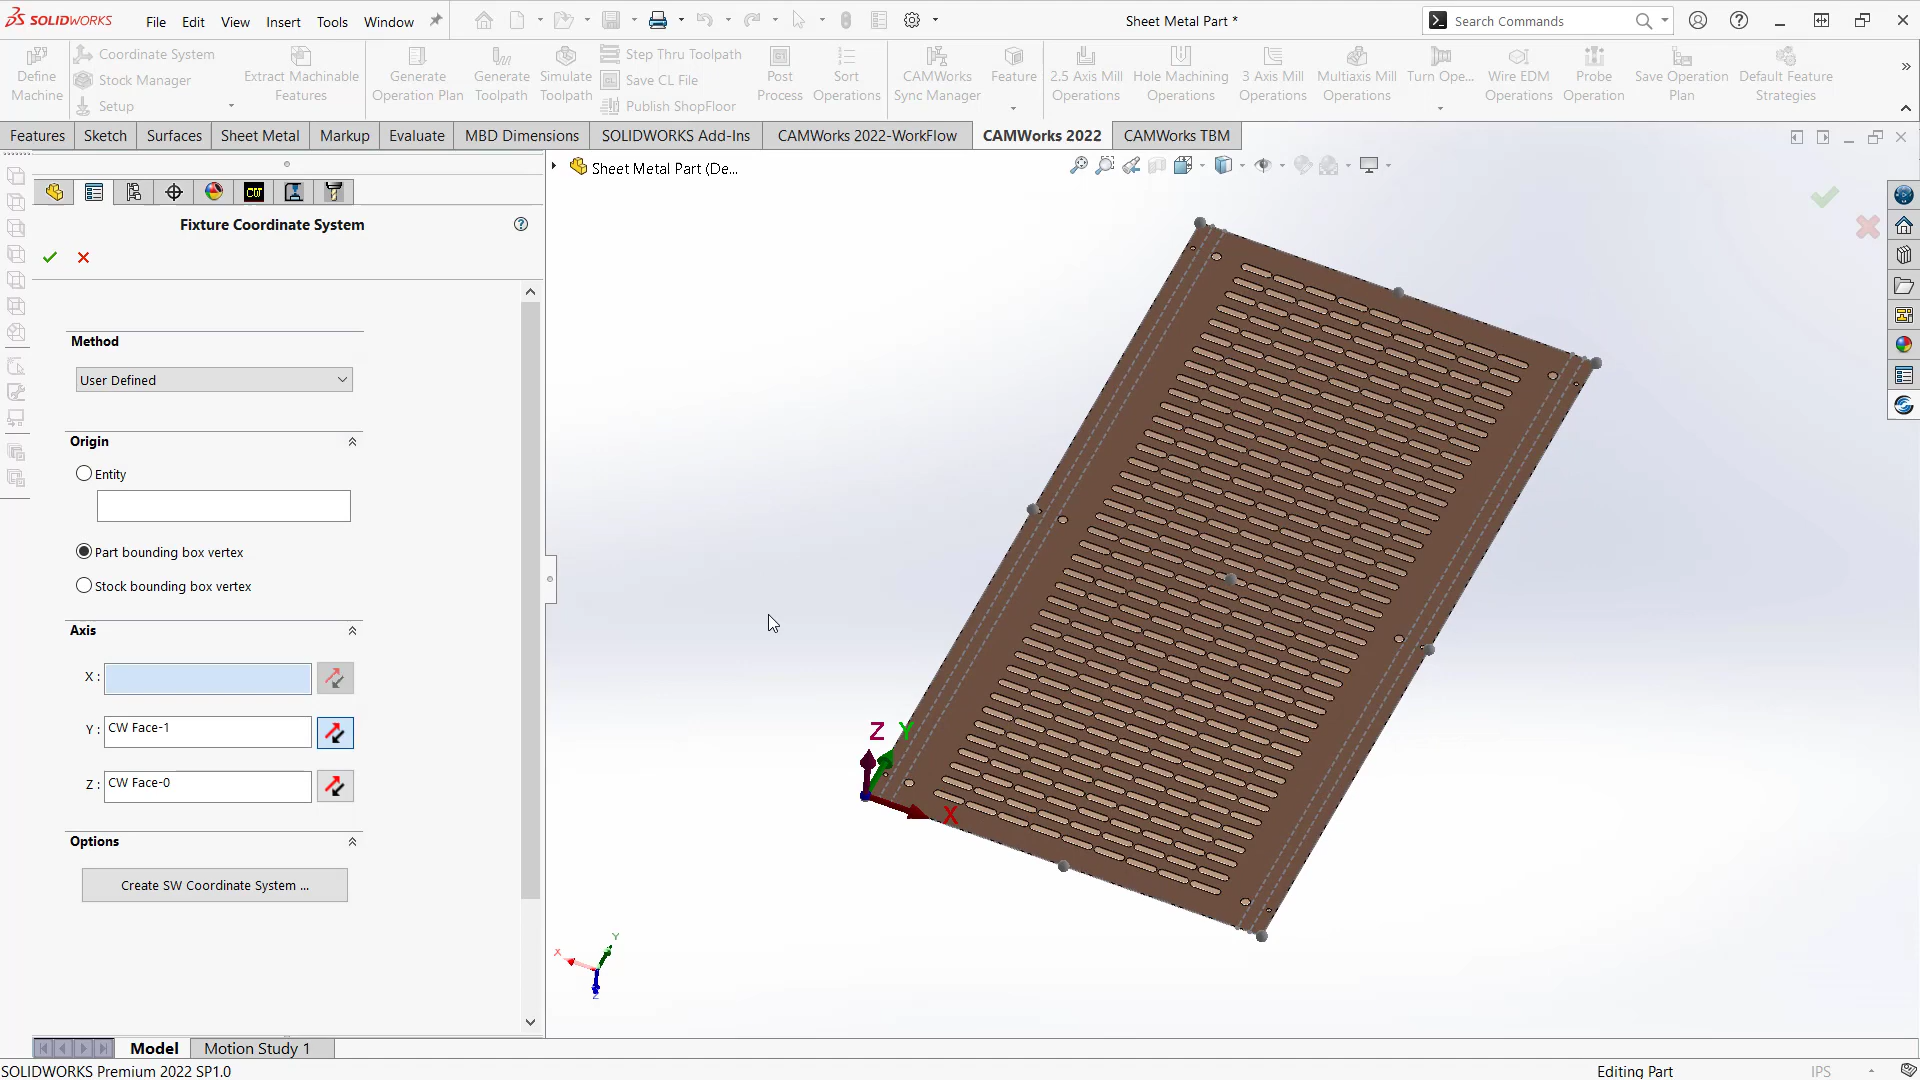 SOLIDWORKS File Edit View Insert Tools Window Sheet Metal Part * Search Commands
Define Machine
Coordinate System
Stock Manager
Setup
Extract Machinable Features
Generate Operation Plan
Generate Toolpath
Simulate Toolpath
Step Thru Toolpath
Save CL File
Publish ShopFloor
Post Process
Sort Operations
CAMWorks Sync Manager
Feature
2.5 Axis Mill Operations
Hole Machining Operations
3 Axis Mill Operations
Multiaxis Mill Operations
Turn Ope...
Wire EDM Operations
Probe Operation
Save Operation Plan
Default Feature Strategies
Features Sketch Surfaces Sheet Metal Markup Evaluate MBD Dimensions SOLIDWORKS Add-Ins CAMWorks 2022-WorkFlow CAMWorks 2022 CAMWorks TBM
Sheet Metal Part (De...
CW
Fixture Coordinate System
Method
User Defined
Origin
Entity
Part bounding box vertex
Stock bounding box vertex
Axis
X :
Y : CW Face-1
Z : CW Face-0
Options
Create SW Coordinate System ...
Z Y
X
Y
X
Z
Model Motion Study 1
SOLIDWORKS Premium 2022 SP1.0 Editing Part IPS